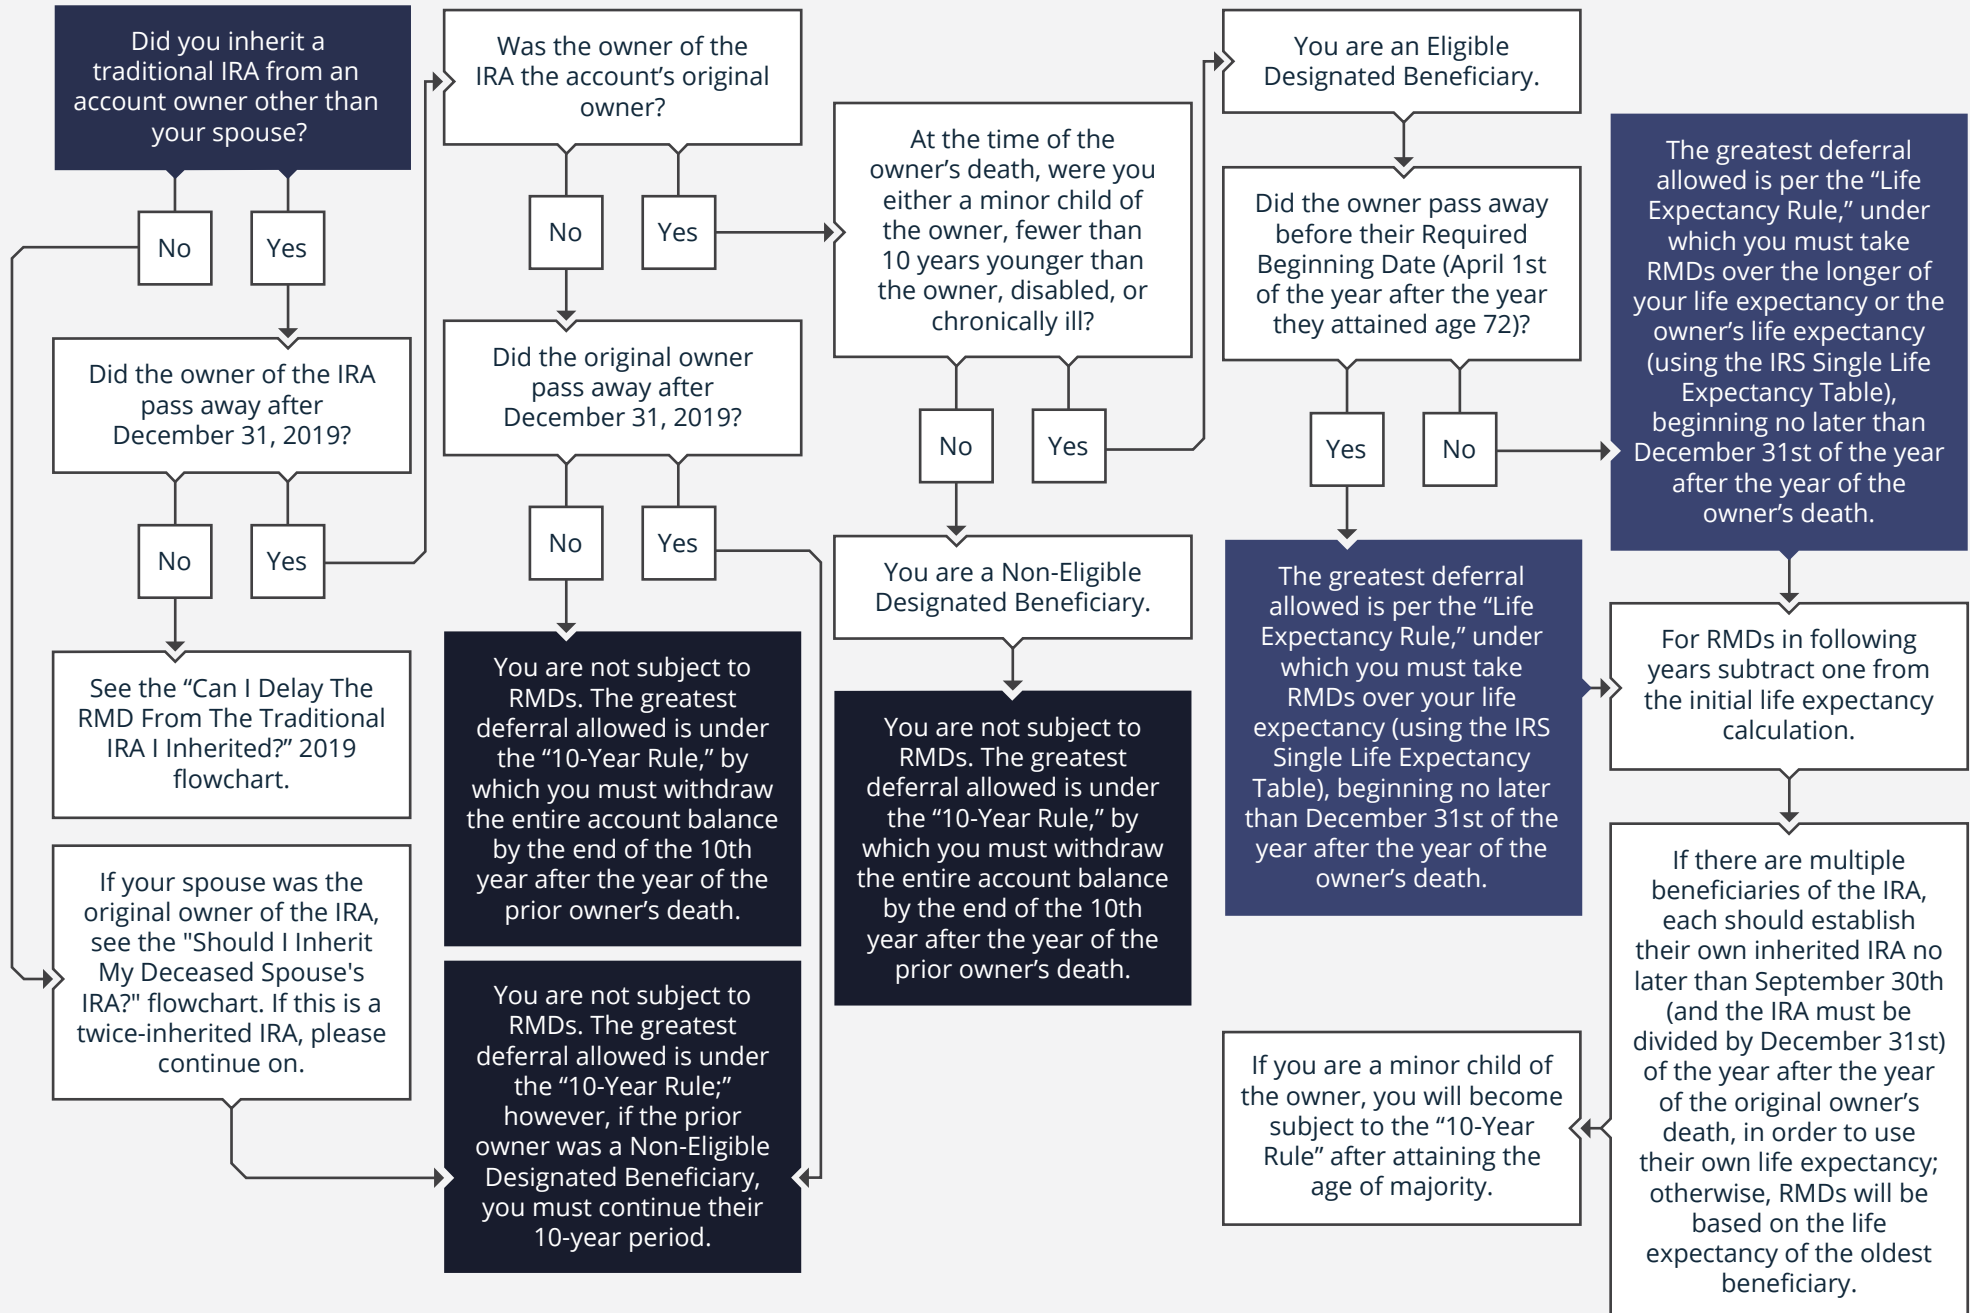 Did you inherit a
traditional IRA from an
account owner other than
your spouse?
No
Yes
Did the owner of the IRA
pass away after
December 31, 2019?
No
Yes
See the “Can I Delay The
RMD From The Traditional
IRA I Inherited?” 2019
flowchart.
If your spouse was the
original owner of the IRA,
see the "Should I Inherit
My Deceased Spouse's
IRA?" flowchart. If this is a
twice-inherited IRA, please
continue on.
Was the owner of the
IRA the account’s original
owner?
No
Yes
Did the original owner
pass away after
December 31, 2019?
No
Yes
You are not subject to
RMDs. The greatest
deferral allowed is under
the “10-Year Rule,” by
which you must withdraw
the entire account balance
by the end of the 10th
year after the year of the
prior owner’s death.
You are not subject to
RMDs. The greatest
deferral allowed is under
the “10-Year Rule;”
however, if the prior
owner was a Non-Eligible
Designated Beneficiary,
you must continue their
10-year period.
At the time of the
owner’s death, were you
either a minor child of
the owner, fewer than
10 years younger than
the owner, disabled, or
chronically ill?
No
Yes
You are a Non-Eligible
Designated Beneficiary.
You are not subject to
RMDs. The greatest
deferral allowed is under
the “10-Year Rule,” by
which you must withdraw
the entire account balance
by the end of the 10th
year after the year of the
prior owner’s death.
You are an Eligible
Designated Beneficiary.
Did the owner pass away
before their Required
Beginning Date (April 1st
of the year after the year
they attained age 72)?
Yes
No
The greatest deferral
allowed is per the “Life
Expectancy Rule,” under
which you must take
RMDs over your life
expectancy (using the IRS
Single Life Expectancy
Table), beginning no later
than December 31st of the
year after the year of the
owner’s death.
The greatest deferral
allowed is per the “Life
Expectancy Rule,” under
which you must take
RMDs over the longer of
your life expectancy or the
owner’s life expectancy
(using the IRS Single Life
Expectancy Table),
beginning no later than
December 31st of the year
after the year of the
owner’s death.
For RMDs in following
years subtract one from
the initial life expectancy
calculation.
If there are multiple
beneficiaries of the IRA,
each should establish
their own inherited IRA no
later than September 30th
(and the IRA must be
divided by December 31st)
of the year after the year
of the original owner’s
death, in order to use
their own life expectancy;
otherwise, RMDs will be
based on the life
expectancy of the oldest
beneficiary.
If you are a minor child of
the owner, you will become
subject to the “10-Year
Rule” after attaining the
age of majority.